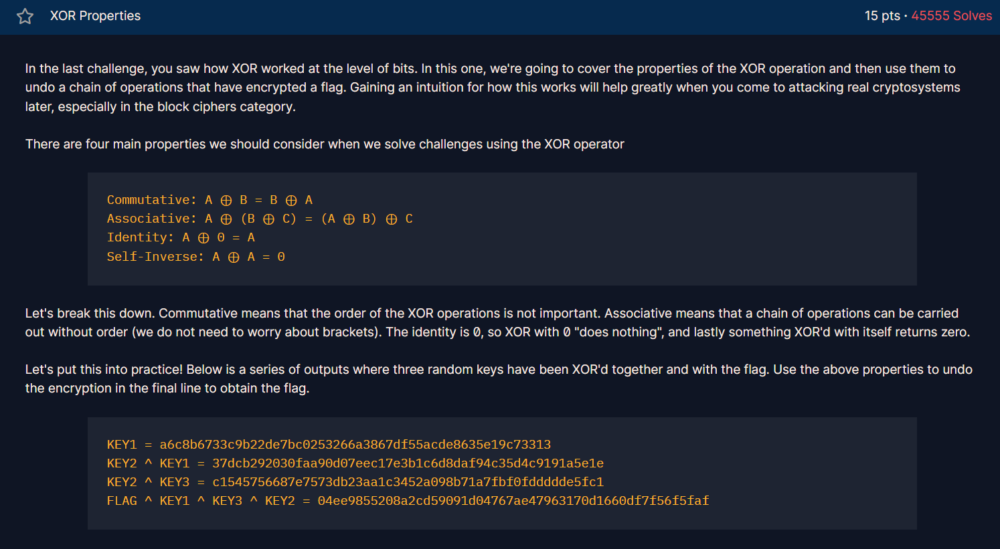 XOR Properties
15 pts · 45555 Solves
In the last challenge, you saw how XOR worked at the level of bits. In this one, we're going to cover the properties of the XOR operation and then use them to
undo a chain of operations that have encrypted a flag. Gaining an intuition for how this works will help greatly when you come to attacking real cryptosystems
later, especially in the block ciphers category.
There are four main properties we should consider when we solve challenges using the XOR operator
Commutative: A ⊕ B = B ⊕ A
Associative: A ⊕ (B ⊕ C) = (A ⊕ B) ⊕ C
Identity: A ⊕ 0 = A
Self-Inverse: A ⊕ A = 0
Let's break this down. Commutative means that the order of the XOR operations is not important. Associative means that a chain of operations can be carried
out without order (we do not need to worry about brackets). The identity is 0, so XOR with 0 "does nothing", and lastly something XOR'd with itself returns zero.
Let's put this into practice! Below is a series of outputs where three random keys have been XOR'd together and with the flag. Use the above properties to undo
the encryption in the final line to obtain the flag.
KEY1 = a6c8b6733c9b22de7bc0253266a3867df55acde8635e19c73313
KEY2 ^ KEY1 = 37dcb292030faa90d07eec17e3b1c6d8daf94c35d4c9191a5e1e
KEY2 ^ KEY3 = c1545756687e7573db23aa1c3452a098b71a7fbf0fddddde5fc1
FLAG ^ KEY1 ^ KEY3 ^ KEY2 = 04ee9855208a2cd59091d04767ae47963170d1660df7f56f5faf